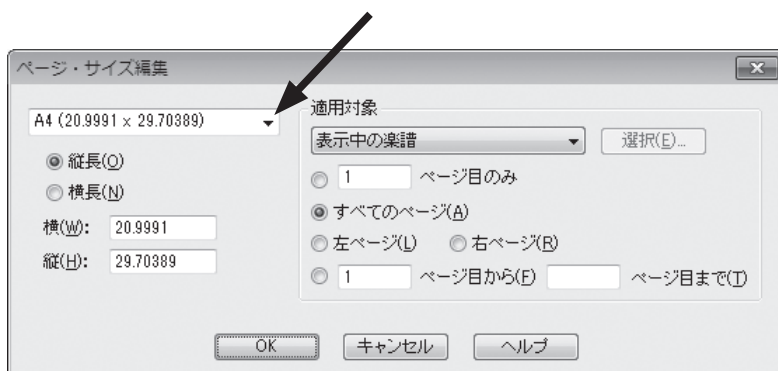 ページ・サイズ編集
A4 (20.9991 x 29.70389)
縦長(O)
横長(N)
横(W): 20.9991
縦(H): 29.70389
適用対象
表示中の楽譜 選択(E)...
1 ページ目のみ
すべてのページ(A)
左ページ(L) 右ページ(R)
1 ページ目から(F) ページ目まで(T)
OK キャンセル ヘルプ